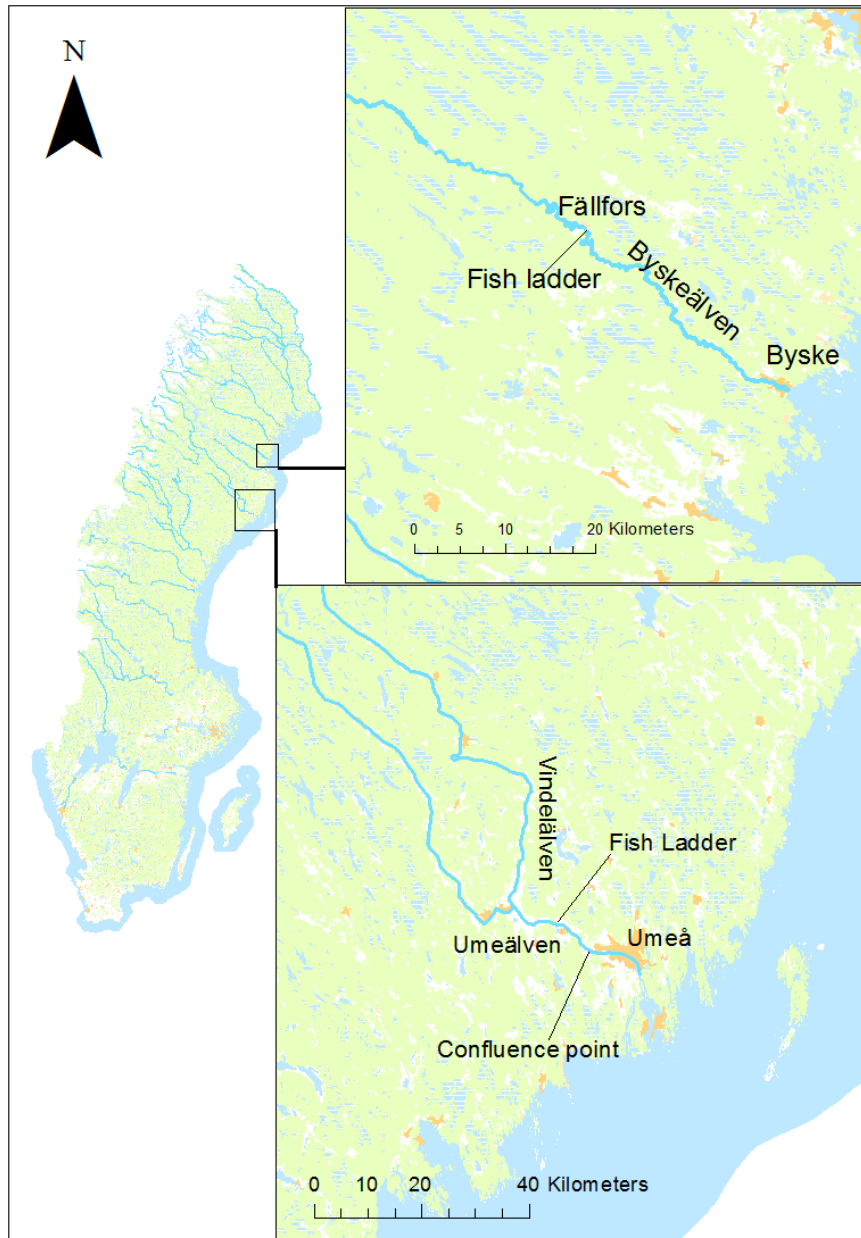 N
Fällfors
Fish ladder
Byskeälven
Byske
0 5 10 20 Kilometers
Vindelälven
Fish Ladder
Umeälven
Umeå
Confluence point
0 10 20 40 Kilometers